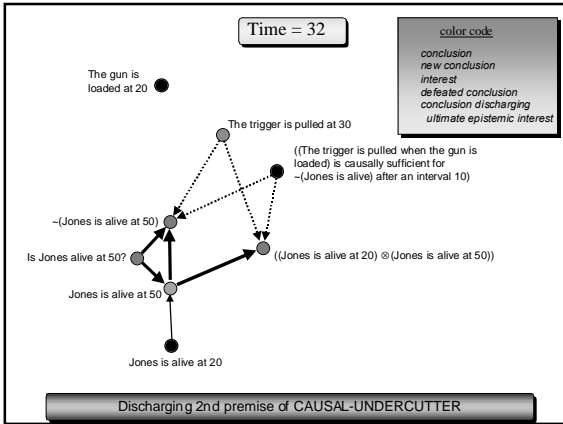 Time = 32
color code
conclusion
new conclusion
interest
defeated conclusion
conclusion discharging
ultimate epistemic interest
The gun is
loaded at 20
The trigger is pulled at 30
((The trigger is pulled when the gun is
loaded) is causally sufficient for
~(Jones is alive) after an interval 10)
~(Jones is alive at 50)
Is Jones alive at 50?
((Jones is alive at 20) ⊗(Jones is alive at 50))
Jones is alive at 50
Jones is alive at 20
Discharging 2nd premise of CAUSAL-UNDERCUTTER